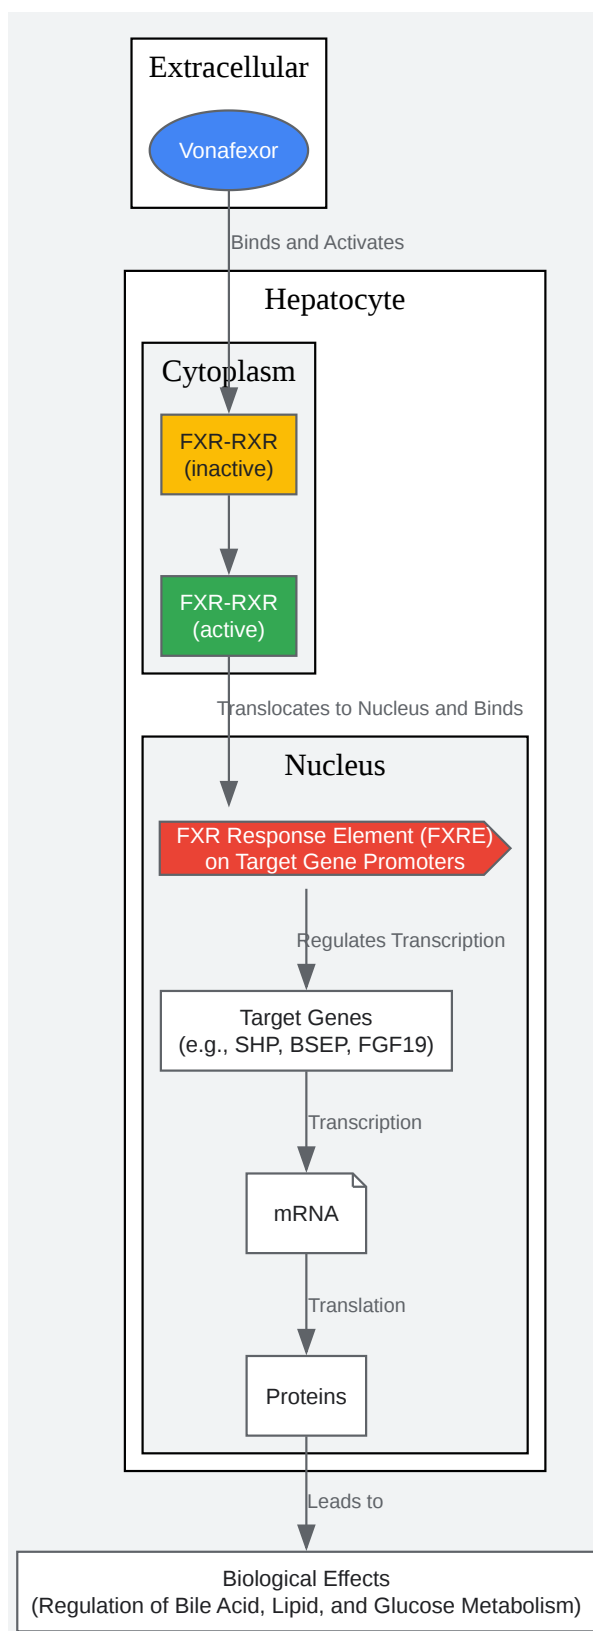 Extracellular
Vonafexor
Binds and Activates
Hepatocyte
Cytoplasm
FXR-RXR
(inactive)
FXR-RXR
(active)
Translocates to Nucleus and Binds
Nucleus
FXR Response Element (FXRE)
on Target Gene Promoters
Regulates Transcription
Target Genes
(e.g., SHP, BSEP, FGF19)
Transcription
mRNA
Translation
Proteins
Leads to
Biological Effects
(Regulation of Bile Acid, Lipid, and Glucose Metabolism)